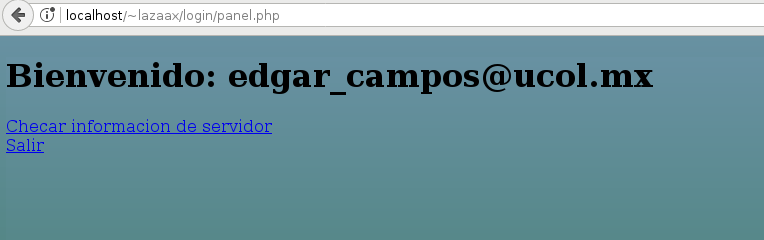 localhost/~lazaax/login/panel.php
Bienvenido: edgar_campos@ucol.mx
Checar informacion de servidor
Salir